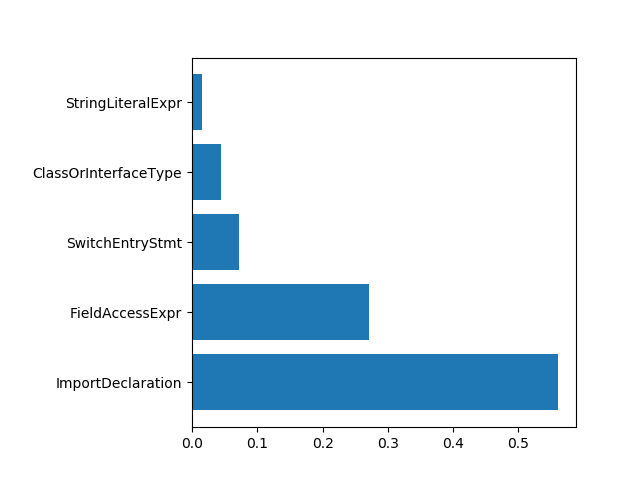 StringLiteralExpr
ClassOrInterfaceType
SwitchEntryStmt
FieldAccessExpr
ImportDeclaration
0.0 0.1 0.2 0.3 0.4 0.5